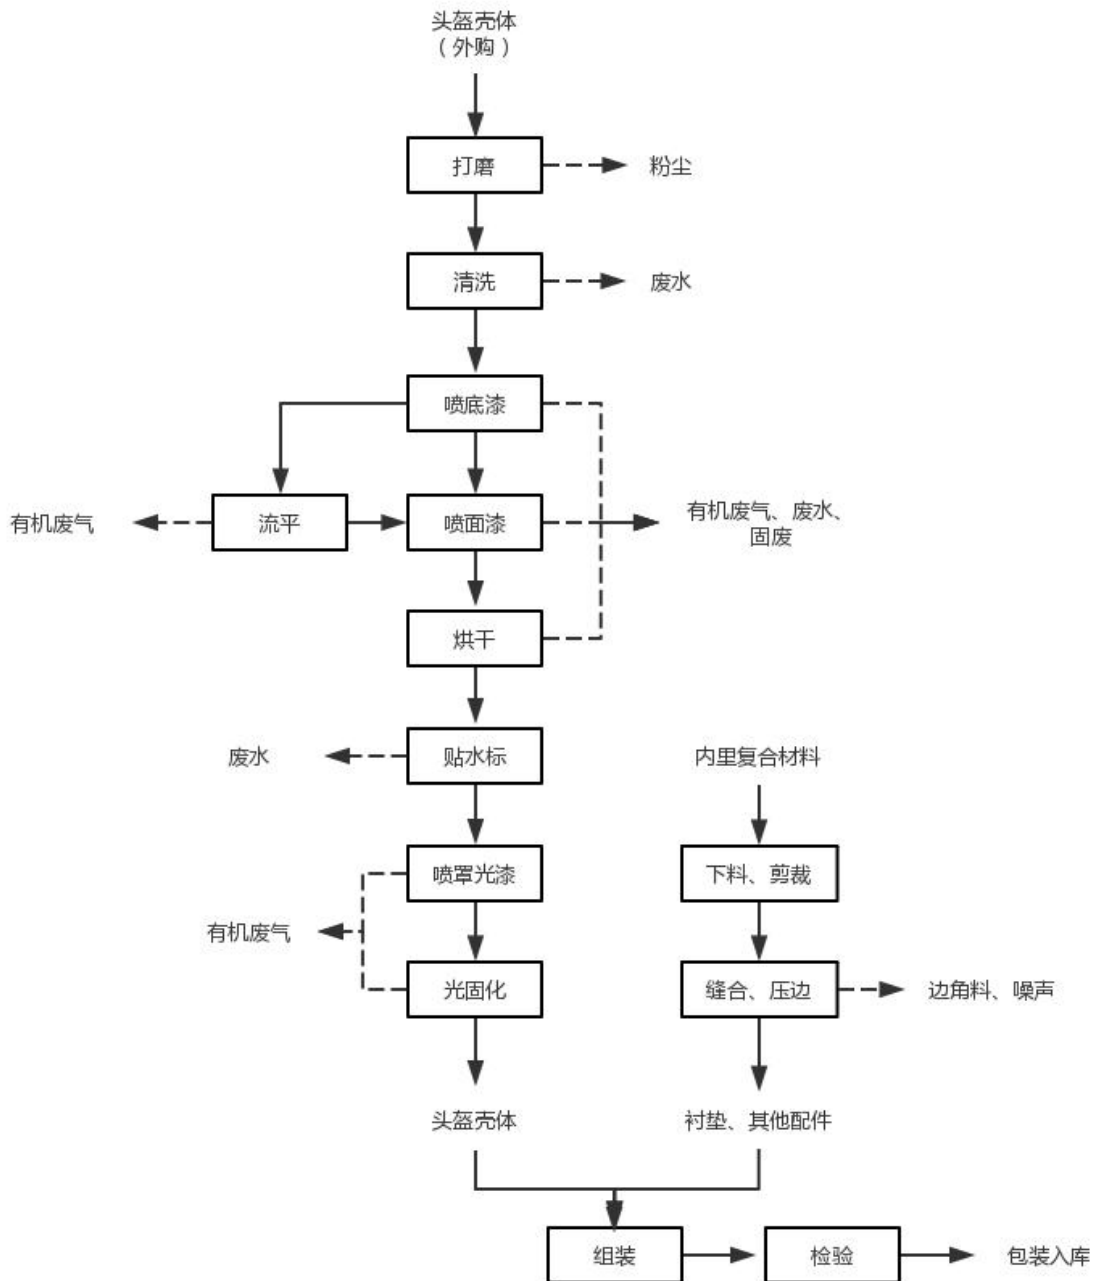 头盔壳体
（外购）
打磨
粉尘
清洗
废水
喷底漆
有机废气
流平
喷面漆
有机废气、废水、
固废
烘干
废水
贴水标
内里复合材料
喷罩光漆
下料、剪裁
有机废气
光固化
缝合、压边
边角料、噪声
头盔壳体
衬垫、其他配件
组装
检验
包装入库